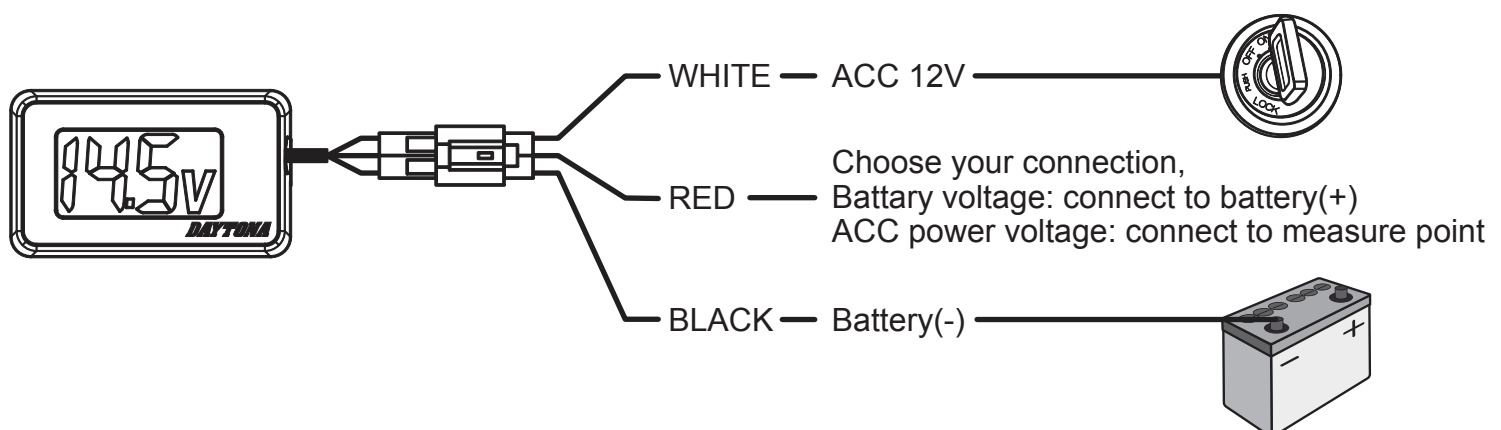 WHITE ACC 12V
ON
OFF
PUSH
LOCK
14.5V
DAYTONA
RED
Choose your connection,
Battary voltage: connect to battery(+)
ACC power voltage: connect to measure point
BLACK Battery(-)
- +